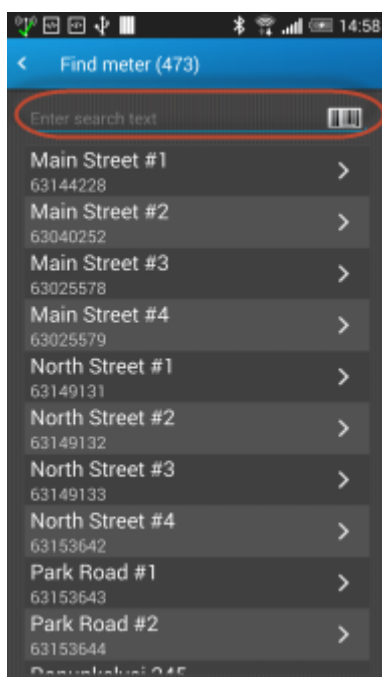 14:58
Find meter (473)
Enter search text
Main Street #1
63144228
Main Street #2
63040252
Main Street #3
63025578
Main Street #4
63025579
North Street #1
63149131
North Street #2
63149132
North Street #3
63149133
North Street #4
63153642
Park Road #1
63153643
Park Road #2
63153644